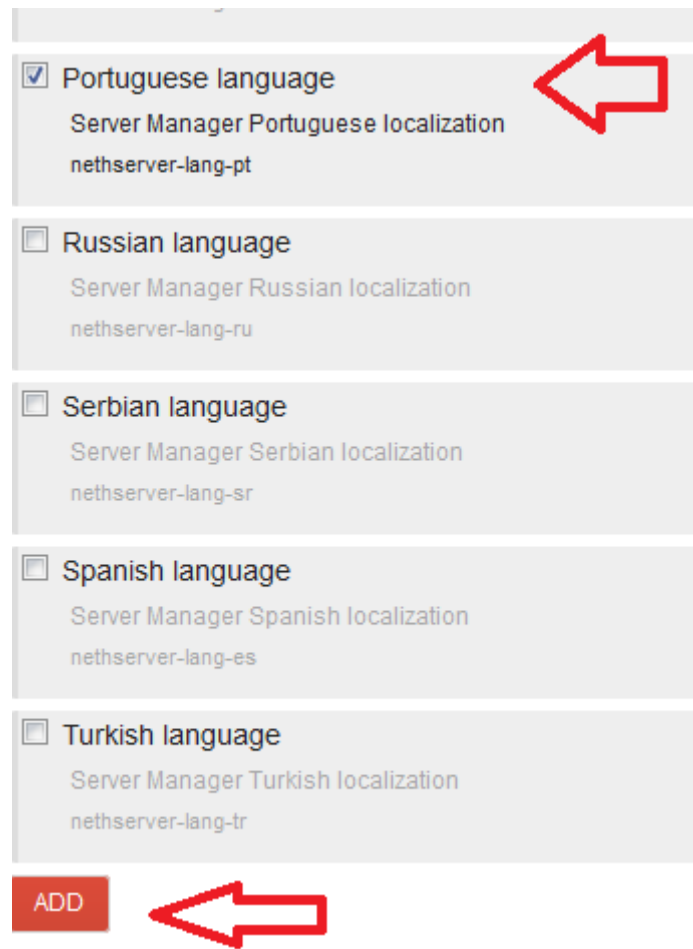 Portuguese language
Server Manager Portuguese localization
nethserver-lang-pt
Russian language
Server Manager Russian localization
nethserver-lang-ru
Serbian language
Server Manager Serbian localization
nethserver-lang-sr
Spanish language
Server Manager Spanish localization
nethserver-lang-es
Turkish language
Server Manager Turkish localization
nethserver-lang-tr
ADD